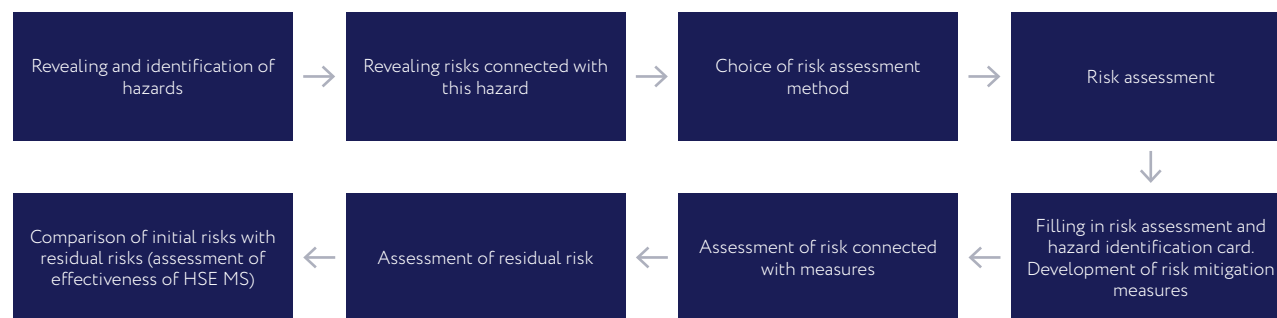 Revealing and identification of
hazards
Revealing risks connected with
this hazard
Choice of risk assessment
method
Risk assessment
Filling in risk assessment and
hazard identification card.
Development of risk mitigation
measures
Assessment of risk connected
with measures
Assessment of residual risk
Comparison of initial risks with
residual risks (assessment of
effectiveness of HSE MS)